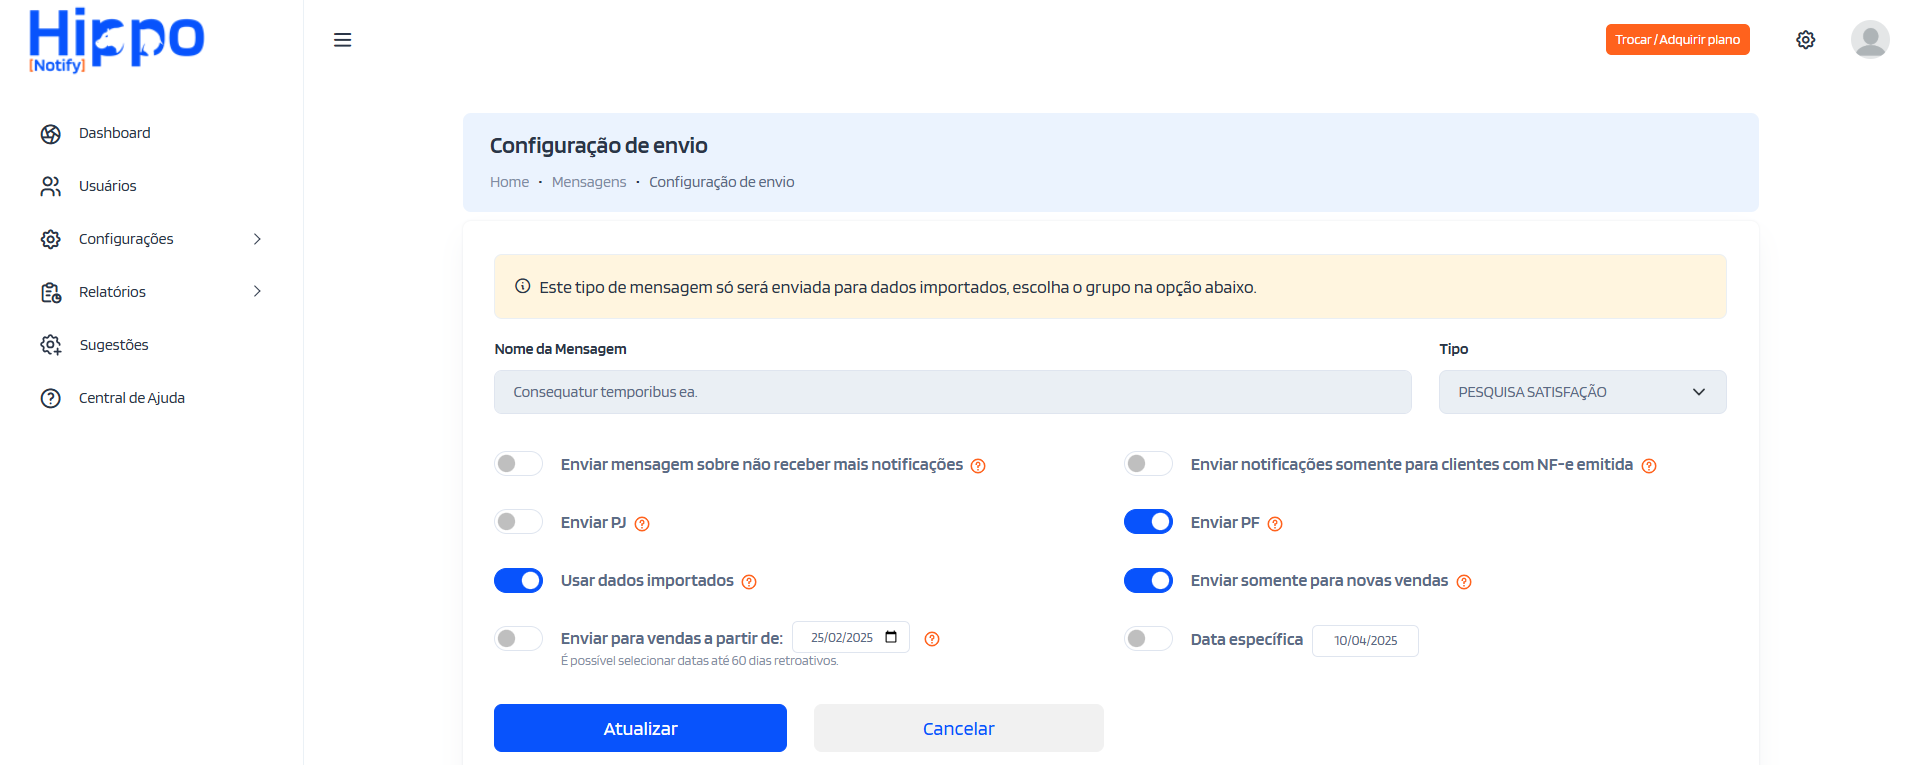 Hippo
[Notify]
Trocar / Adquirir plano
Dashboard
Usuários
Configurações
Relatórios
Sugestões
Central de Ajuda
Configuração de envio
Home • Mensagens • Configuração de envio
Este tipo de mensagem só será enviada para dados importados, escolha o grupo na opção abaixo.
Nome da Mensagem
Tipo
Consequatur temporibus ea.
PESQUISA SATISFAÇÃO
Enviar mensagem sobre não receber mais notificações
Enviar notificações somente para clientes com NF-e emitida
Enviar PJ
Enviar PF
Usar dados importados
Enviar somente para novas vendas
Enviar para vendas a partir de: 25/02/2025
É possível selecionar datas até 60 dias retroativos.
Data específica 10/04/2025
Atualizar
Cancelar